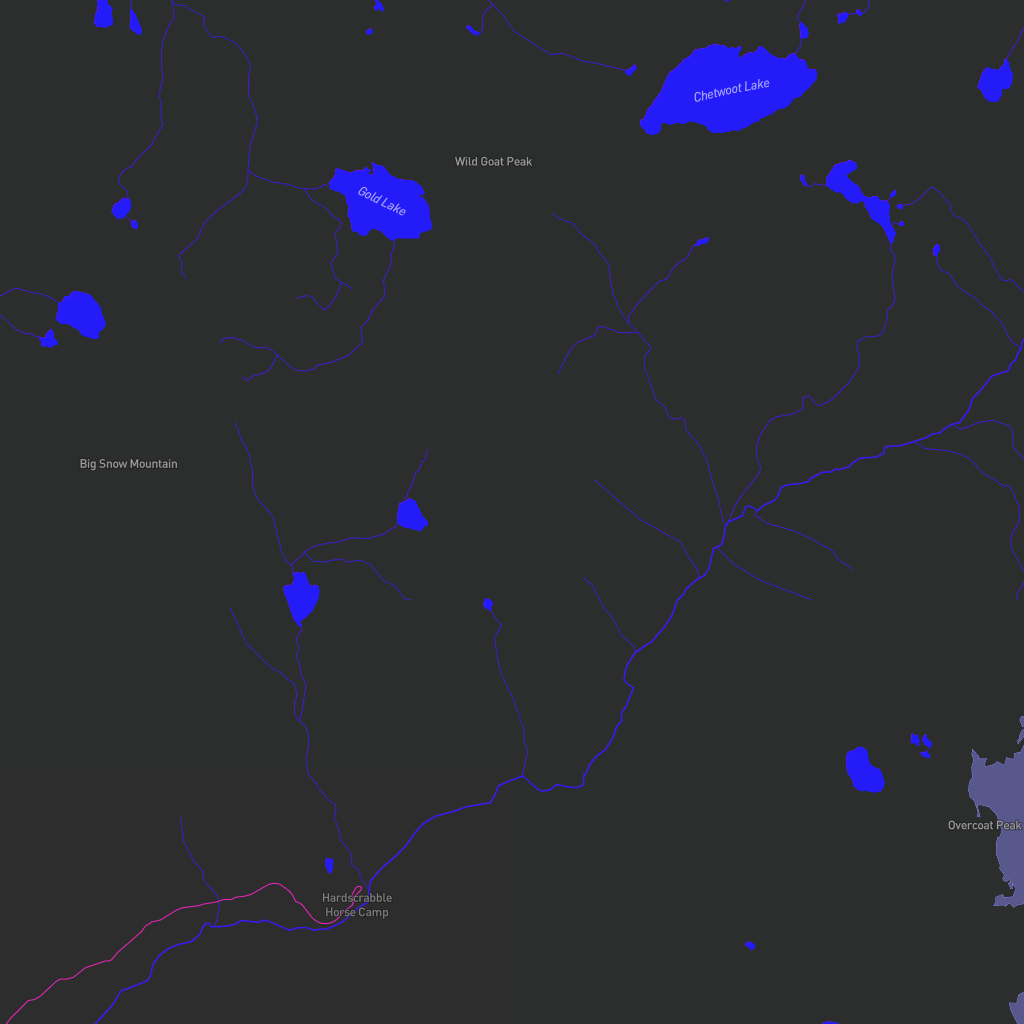 Chetwoot Lake
Wild Goat Peak
Gold Lake
Big Snow Mountain
Overcoat Peak
Hardscrabble
Horse Camp